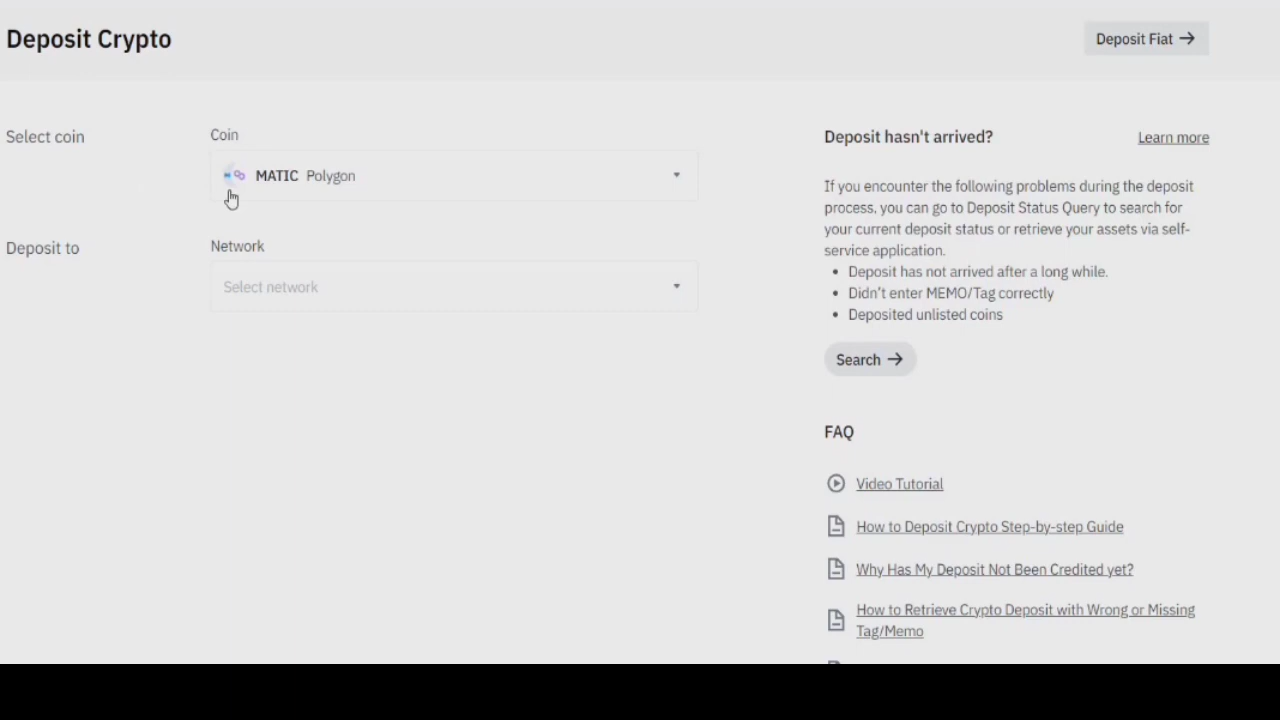 Deposit Crypto
Deposit Fiat
Select coin
Coin
MATIC Polygon
Deposit to
Network
Select network
Deposit hasn't arrived?
Learn more
If you encounter the following problems during the deposit
process, you can go to Deposit Status Query to search for
your current deposit status or retrieve your assets via self-
service application.
Deposit has not arrived after a long while.
Didn't enter MEMO/Tag correctly
Deposited unlisted coins
Search
FAQ
Video Tutorial
How to Deposit Crypto Step-by-step Guide
Why Has My Deposit Not Been Credited yet?
How to Retrieve Crypto Deposit with Wrong or Missing
Tag/Memo